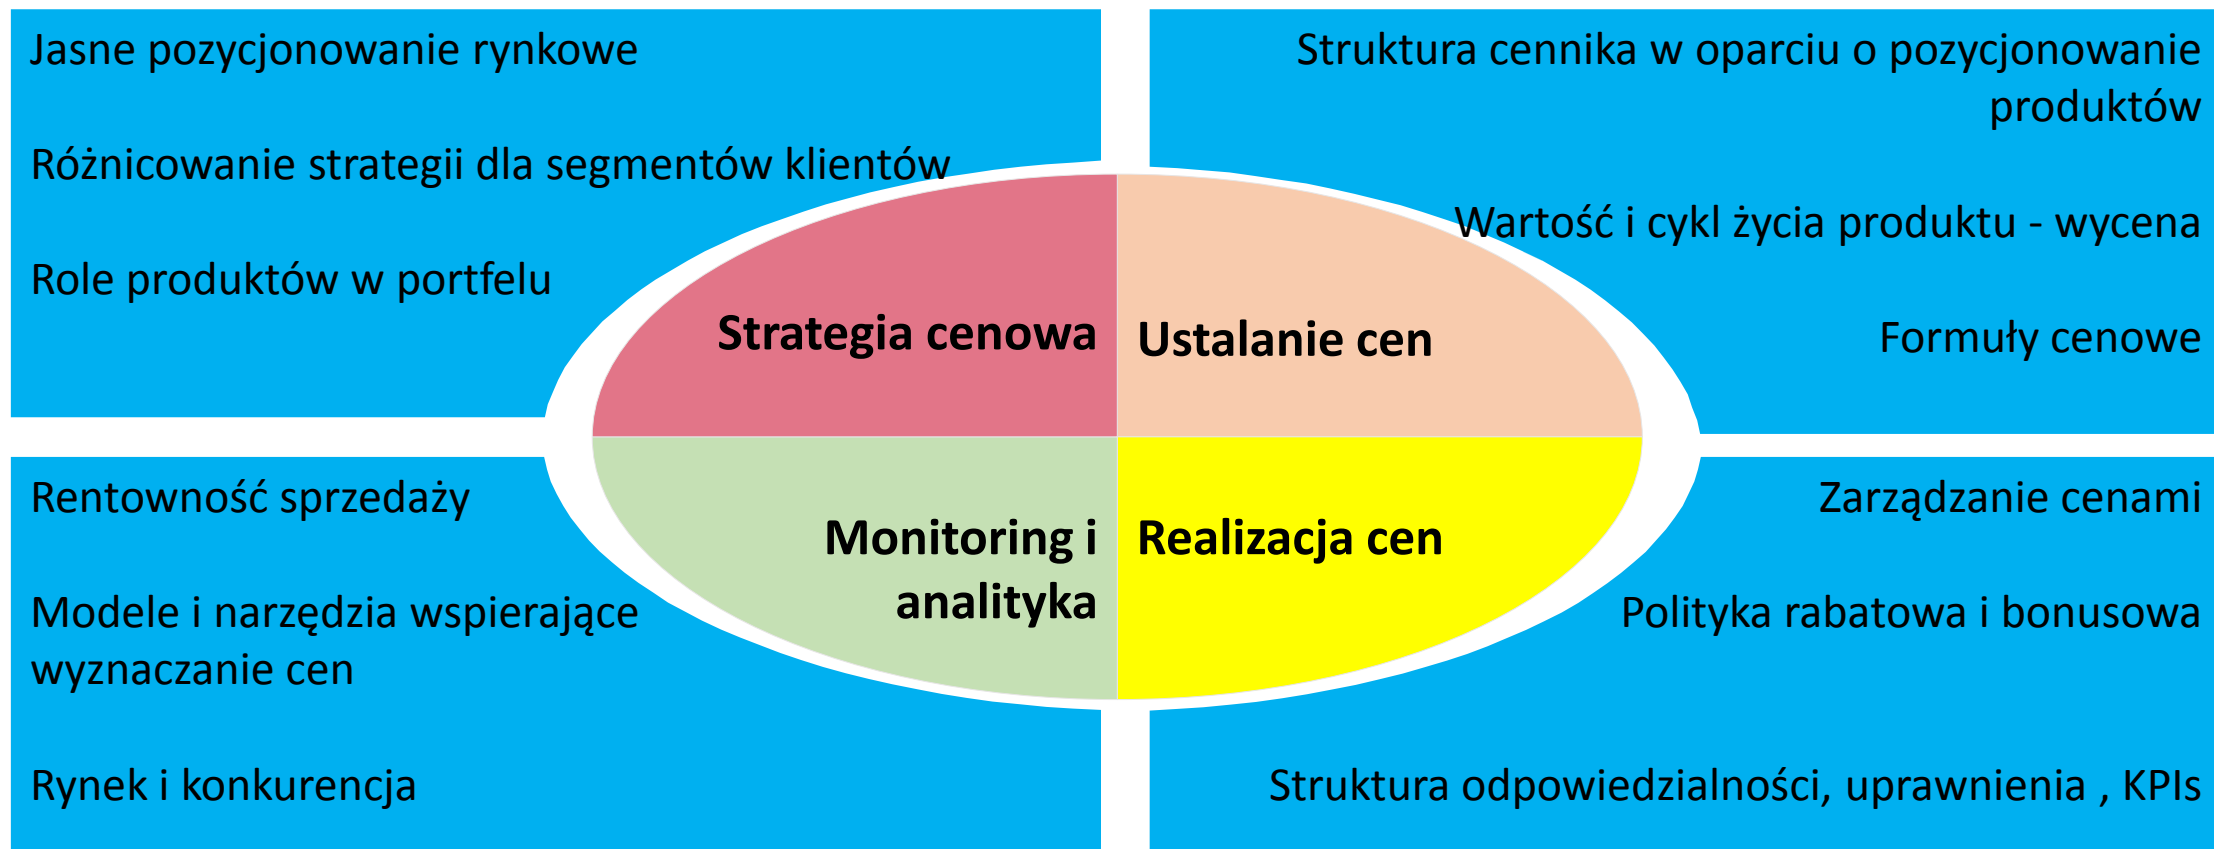 Jasne pozycjonowanie rynkowe
Różnicowanie strategii dla segmentów klientów
Role produktów w portfelu
Struktura cennika w oparciu o pozycjonowanie
produktów
Wartość i cykl życia produktu - wycena
Formuły cenowe
Strategia cenowa
Ustalanie cen
Monitoring i
analityka
Realizacja cen
Rentowność sprzedaży
Modele i narzędzia wspierające
wyznaczanie cen
Rynek i konkurencja
Zarządzanie cenami
Polityka rabatowa i bonusowa
Struktura odpowiedzialności, uprawnienia , KPIs